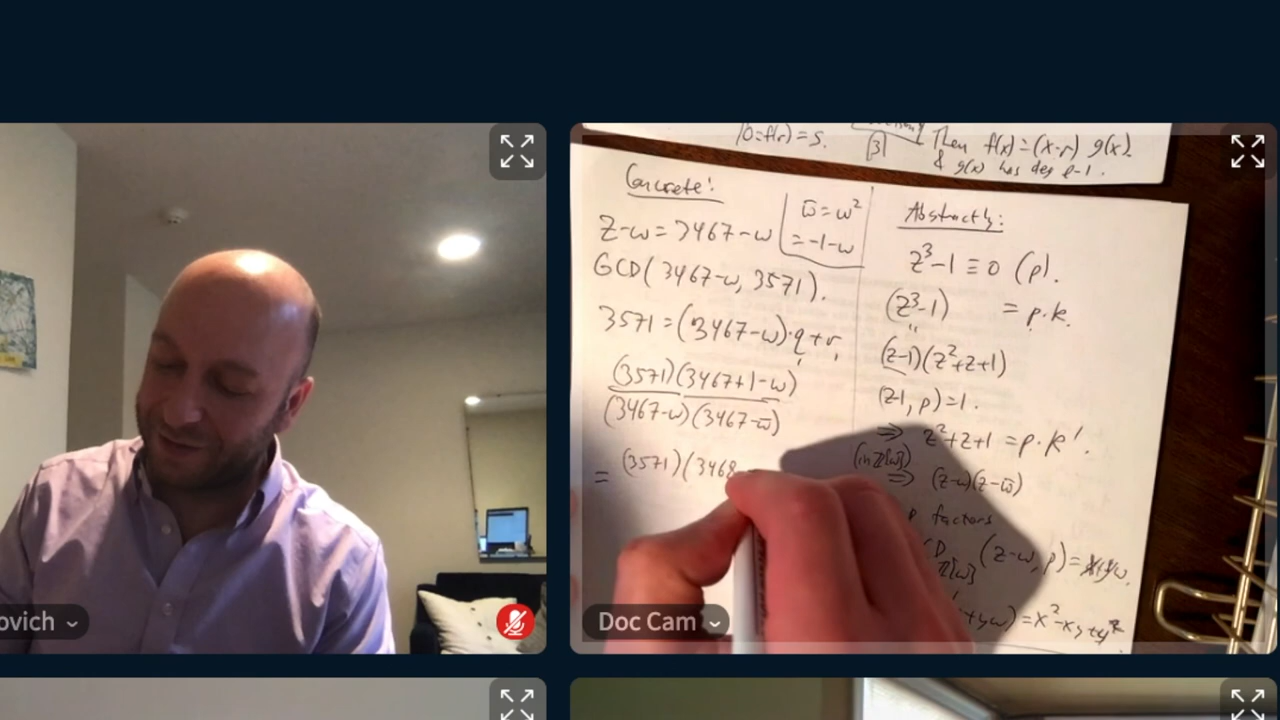 ovich
Doc Cam
|0=f(r)=s.
|3| Then f(x)=(x-r) g(x).
& g(x) has deg l-1.
Concrete:
z-ω = 3467-ω
ω̄=ω²
=-1-ω
GCD(3467-ω, 3571).
3571=(3467-ω)·q+r,
(3571)(3467+1-ω)
(3467-ω)(3467-ω̄)
= (3571)(3468
Abstractly:
z³-1≡0 (p).
(z³-1) = p.k.
"
(z-1)(z²+z+1)
(z-1, p)=1.
⇒ z²+z+1=p.k'.
(in ℤ[ω])
⇒ (z-ω)(z-ω̄)
p factors
(z-ω, p)=
ℤ[ω]
+yω)=x²-xy+y²